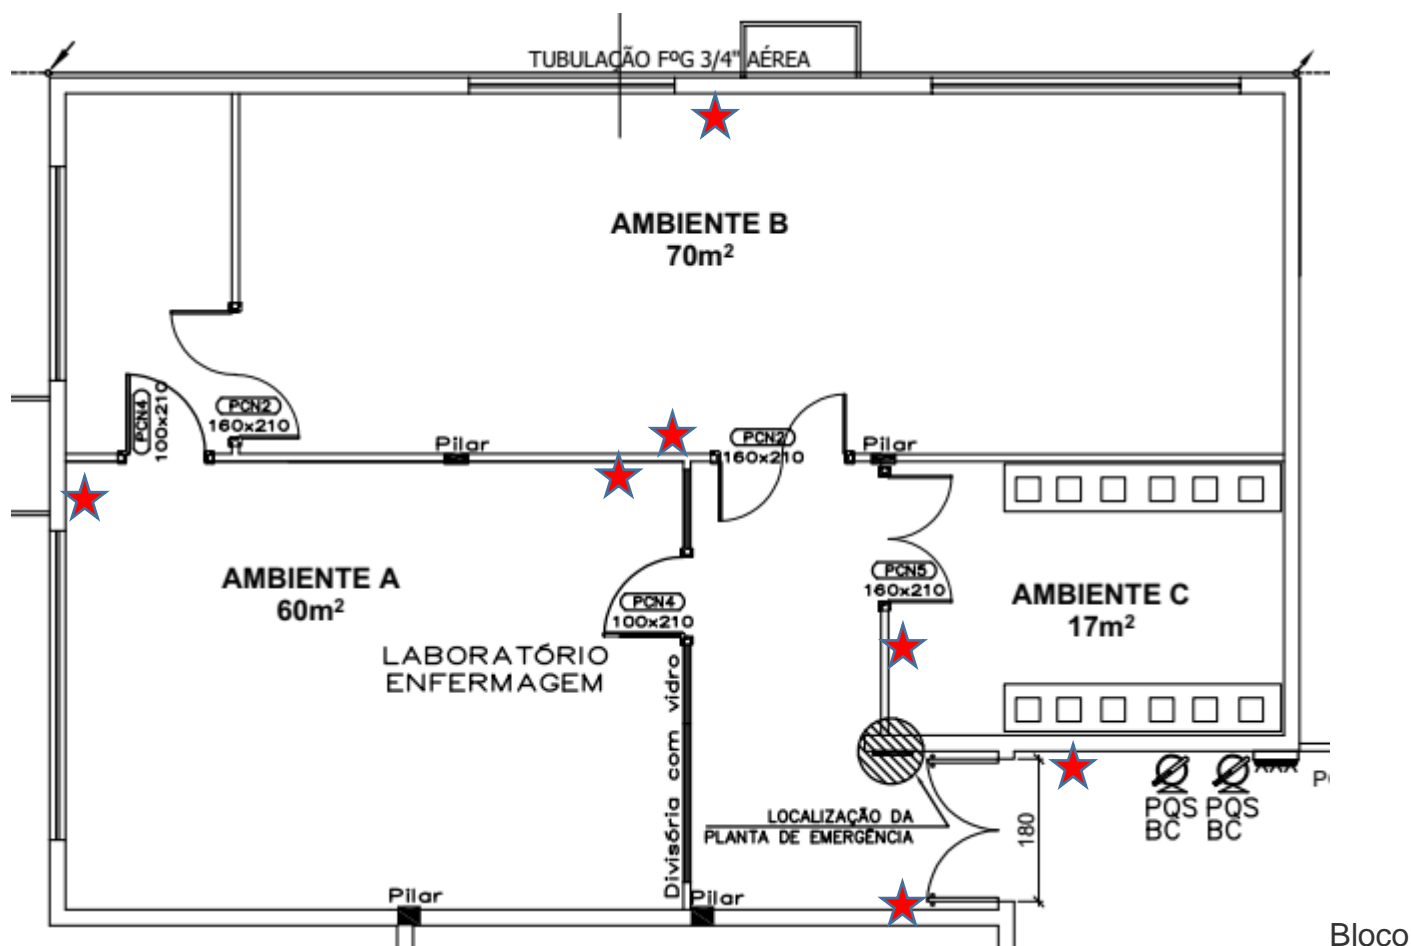 TUBULAÇÃO FºG 3/4" AÉREA
AMBIENTE B
70m²
PCN4
100x210
PCN2
160x210
Pilar
PCN2
160x210
Pilar
AMBIENTE A
60m²
PCN4
100x210
PCN5
160x210
AMBIENTE C
17m²
LABORATÓRIO
ENFERMAGEM
Divisória com vidro
LOCALIZAÇÃO DA
PLANTA DE EMERGÊNCIA
180
PQS
BC
PQS
BC
Pilar
Pilar
Bloco